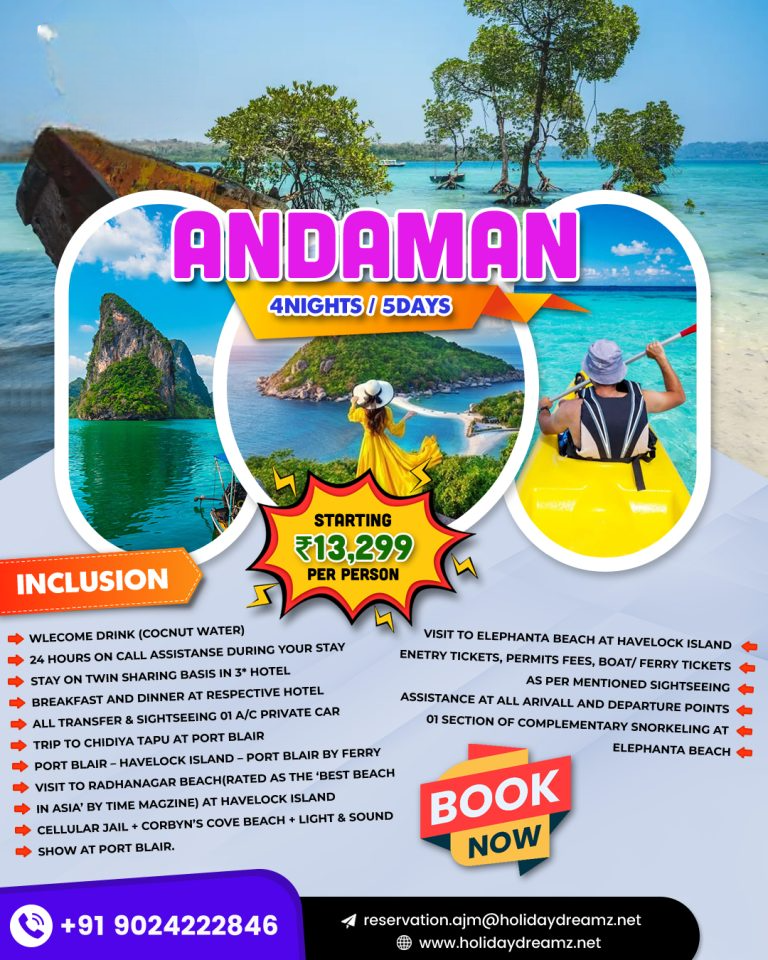 ANDAMAN
4NIGHTS / 5DAYS
STARTING
₹13,299
PER PERSON
INCLUSION
WLECOME DRINK (COCNUT WATER)
24 HOURS ON CALL ASSISTANSE DURING YOUR STAY
STAY ON TWIN SHARING BASIS IN 3* HOTEL
BREAKFAST AND DINNER AT RESPECTIVE HOTEL
ALL TRANSFER & SIGHTSEEING 01 A/C PRIVATE CAR
TRIP TO CHIDIYA TAPU AT PORT BLAIR
PORT BLAIR – HAVELOCK ISLAND – PORT BLAIR BY FERRY
VISIT TO RADHANAGAR BEACH(RATED AS THE ‘BEST BEACH
IN ASIA’ BY TIME MAGZINE) AT HAVELOCK ISLAND
CELLULAR JAIL + CORBYN’S COVE BEACH + LIGHT & SOUND
SHOW AT PORT BLAIR.
VISIT TO ELEPHANTA BEACH AT HAVELOCK ISLAND
ENETRY TICKETS, PERMITS FEES, BOAT/ FERRY TICKETS
AS PER MENTIONED SIGHTSEEING
ASSISTANCE AT ALL ARIVALL AND DEPARTURE POINTS
01 SECTION OF COMPLEMENTARY SNORKELING AT
ELEPHANTA BEACH
BOOK
NOW
+91 9024222846
reservation.ajm@holidaydreamz.net
www.holidaydreamz.net